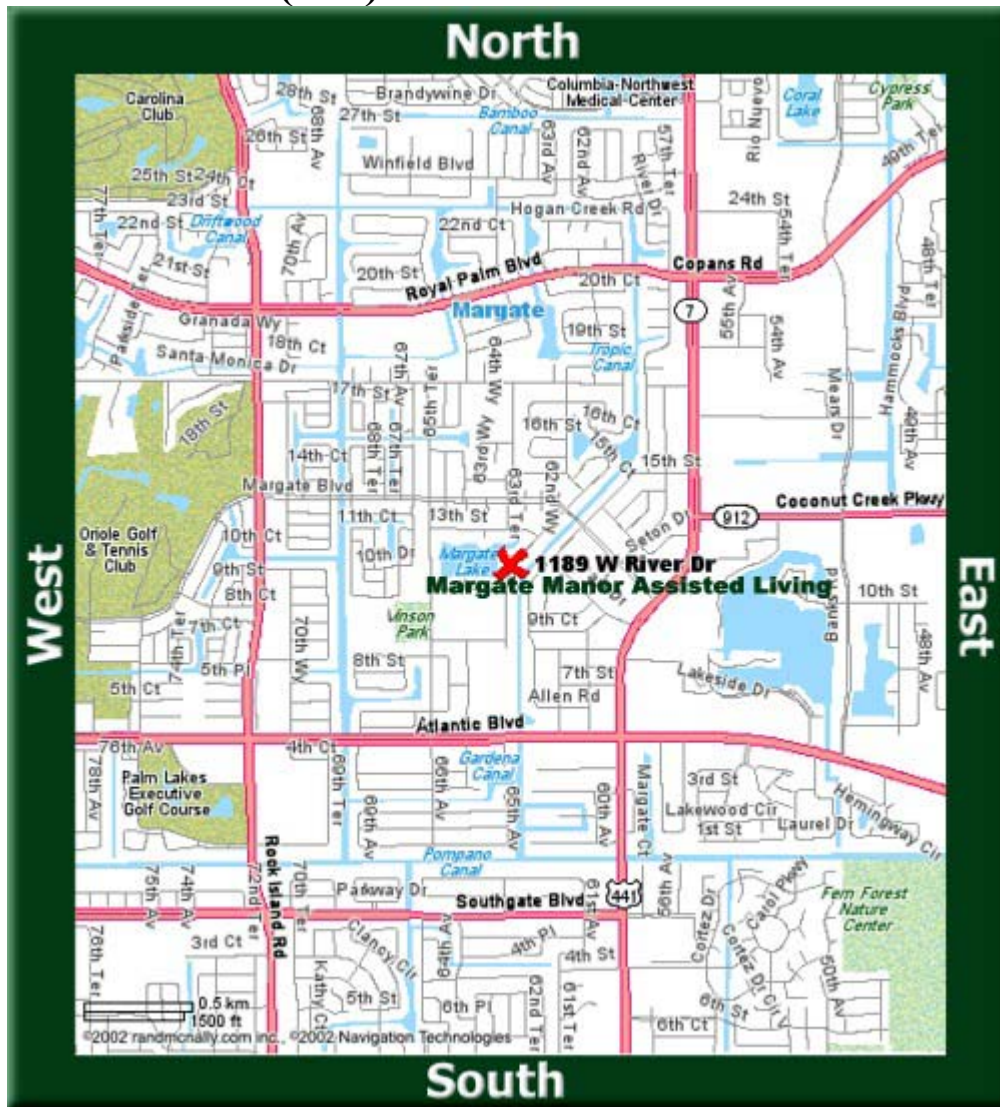 North
Carolina
Club
28th St
68th Av
Brandywine Dr
27th St
26th St
Bamboo
Canal
Columbia-Northwest
Medical Center
63rd Av
62nd Av
57th Ter
River Dr
Coral
Lake
Cypress
Park
49th Ter
Winfield Blvd
77th Ter
25th St
24th Ct
23rd St
22nd St
Driftwood
Canal
21st St
70th Av
22nd Ct
Hogan Creek Rd
24th St
54th Ter
48th Ter
20th St
Royal Palm Blvd
20th Ct
Copans Rd
Parkside Ter
Granada Wy
Margate
7
55th Av
54th Av
Hammocks Blvd
18th Ct
Santa Monica Dr
19th St
Tropic
Canal
64th Wy
67th Av
65th Ter
17th St
Mears Dr
49th Av
18th St
68th Ter
67th Ter
63rd Wy
16th St
16th Ct
15th Ct
15th St
14th Ct
Margate Blvd
63rd Ter
62nd Wy
Coconut Creek Pkwy
912
11th Ct
13th St
Seton Dr
Oriole Golf
& Tennis
Club
10th Ct
10th Dr
9th St
8th Ct
Margate
Lake
1189 W River Dr
Margate Manor Assisted Living
Banks Rd
10th St
West
East
74th Ter
7th Ct
70th Wy
Vinson
Park
9th Ct
48th Av
5th Pl
8th St
7th St
Lakeside Dr
5th Ct
Allen Rd
Atlantic Blvd
76th Av
4th Ct
78th Av
Palm Lakes
Executive
Golf Course
69th Ter
69th Av
66th Av
Gardena
Canal
65th Av
60th Av
Margate Ct
3rd St
Lakewood Cir
1st St
Laurel Dr
Hemingway Cir
Pompano
Canal
Rock Island Rd
75th Av
74th Av
72nd Ter
70th Ter
Parkway Dr
Southgate Blvd
61st Av
441
59th Av
Cortez Dr
Carol Pkwy
Fern Forest
Nature
Center
76th Ter
3rd Ct
Clancy Cir
64th Av
4th Pl
4th St
Cortez Dr
Cir V
50th Av
Kathy Ct
5th St
6th Pl
62nd Ter
61st Ter
6th St
6th Ct
0.5 km
1500 ft
©2002 randmcnally.com inc., ©2002 Navigation Technologies
South